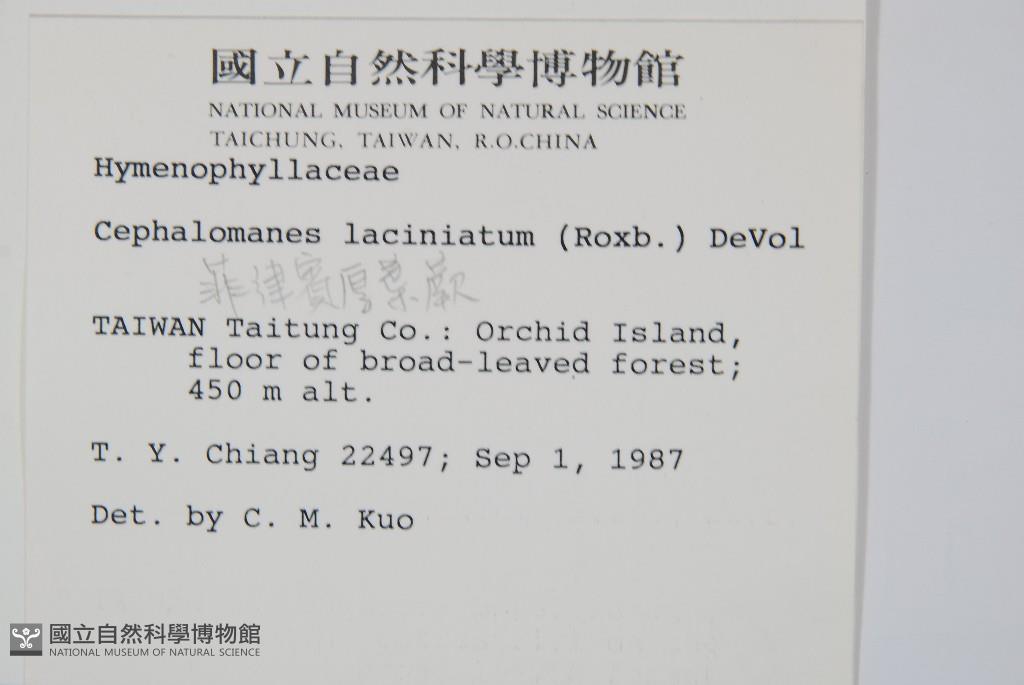 國立自然科學博物館
NATIONAL MUSEUM OF NATURAL SCIENCE
TAICHUNG, TAIWAN, R.O.CHINA
Hymenophyllaceae
Cephalomanes laciniatum (Roxb.) DeVol
菲律賓厚葉蕨
TAIWAN Taitung Co.: Orchid Island,
floor of broad-leaved forest;
450 m alt.
T. Y. Chiang 22497; Sep 1, 1987
Det. by C. M. Kuo
國立自然科學博物館
NATIONAL MUSEUM OF NATURAL SCIENCE